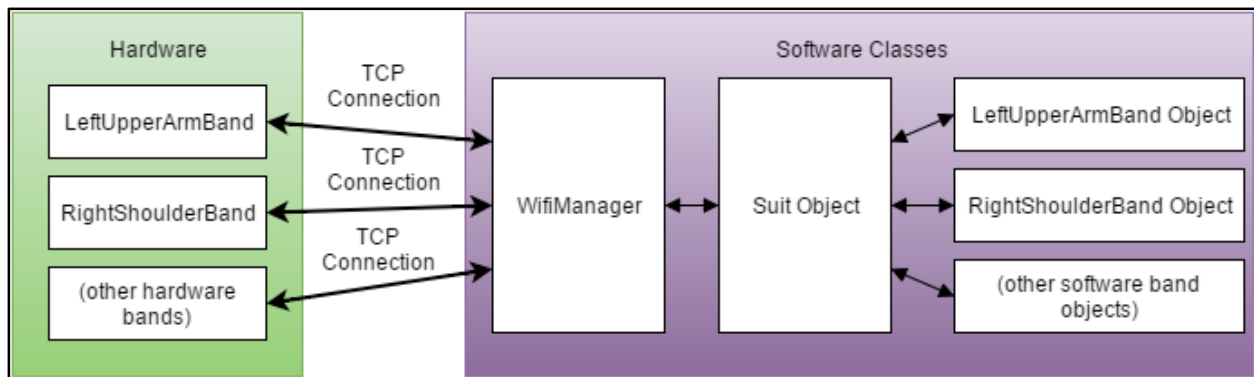 Hardware
LeftUpperArmBand
RightShoulderBand
(other hardware
bands)
TCP
Connection
TCP
Connection
TCP
Connection
Software Classes
WifiManager
Suit Object
LeftUpperArmBand Object
RightShoulderBand Object
(other software band
objects)